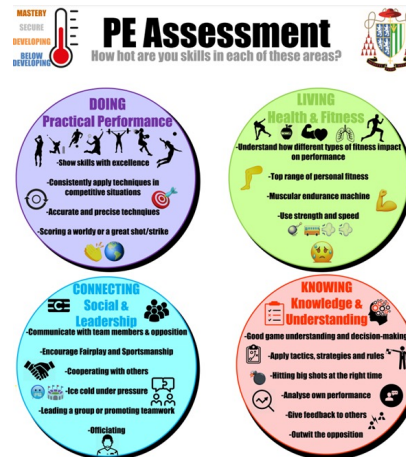 MASTERY
SECURE
DEVELOPING
BELOW
DEVELOPING
PE Assessment
How hot are you skills in each of these areas?
DOING
Practical Performance
-Show skills with excellence
-Consistently apply techniques in
competitive situations
-Accurate and precise techniques
-Scoring a worldy or a great shot/strike
LIVING
Health & Fitness
-Understand how different types of fitness impact
on performance
-Top range of personal fitness
-Muscular endurance machine
-Use strength and speed
CONNECTING
Social &
Leadership
-Communicate with team members & opposition
-Encourage Fairplay and Sportsmanship
-Cooperating with others
-Ice cold under pressure
-Leading a group or promoting teamwork
-Officiating
KNOWING
Knowledge &
Understanding
-Good game understanding and decision-making
-Apply tactics, strategies and rules
-Hitting big shots at the right time
-Analyse own performance
-Give feedback to others
-Outwit the opposition